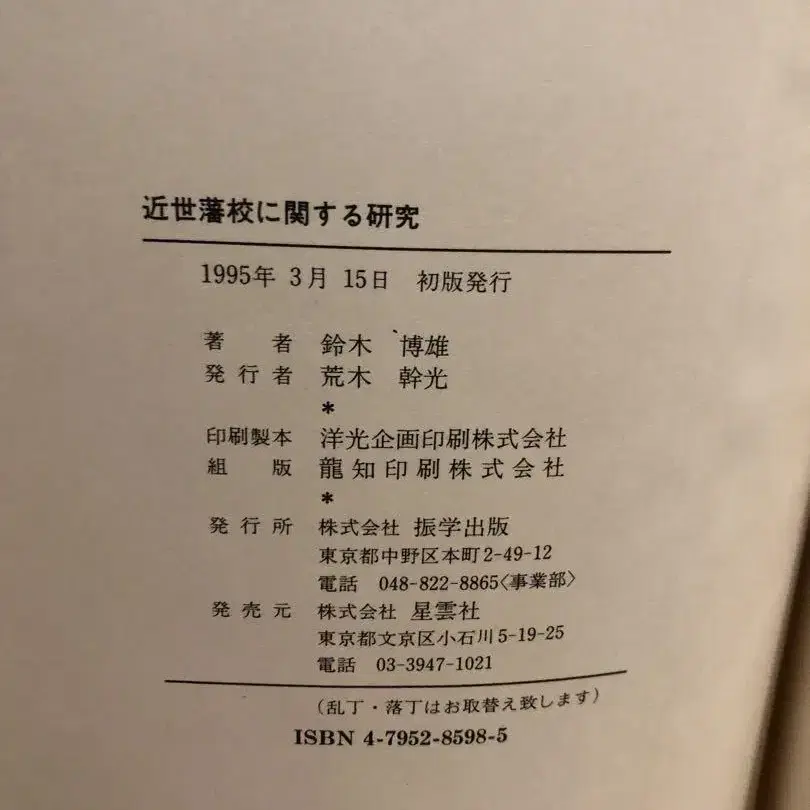 近世藩校に関する研究
1995年 3月 15日 初版発行
著 者 鈴木 博雄
発行者 荒木 幹光
*
印刷製本 洋光企画印刷株式会社
組 版 龍知印刷株式会社
*
発行所 株式会社 振学出版
東京都中野区本町2-49-12
電話 048-822-8865〈事業部〉
発売元 株式会社 星雲社
東京都文京区小石川5-19-25
電話 03-3947-1021
(乱丁・落丁はお取替え致します)
ISBN 4-7952-8598-5